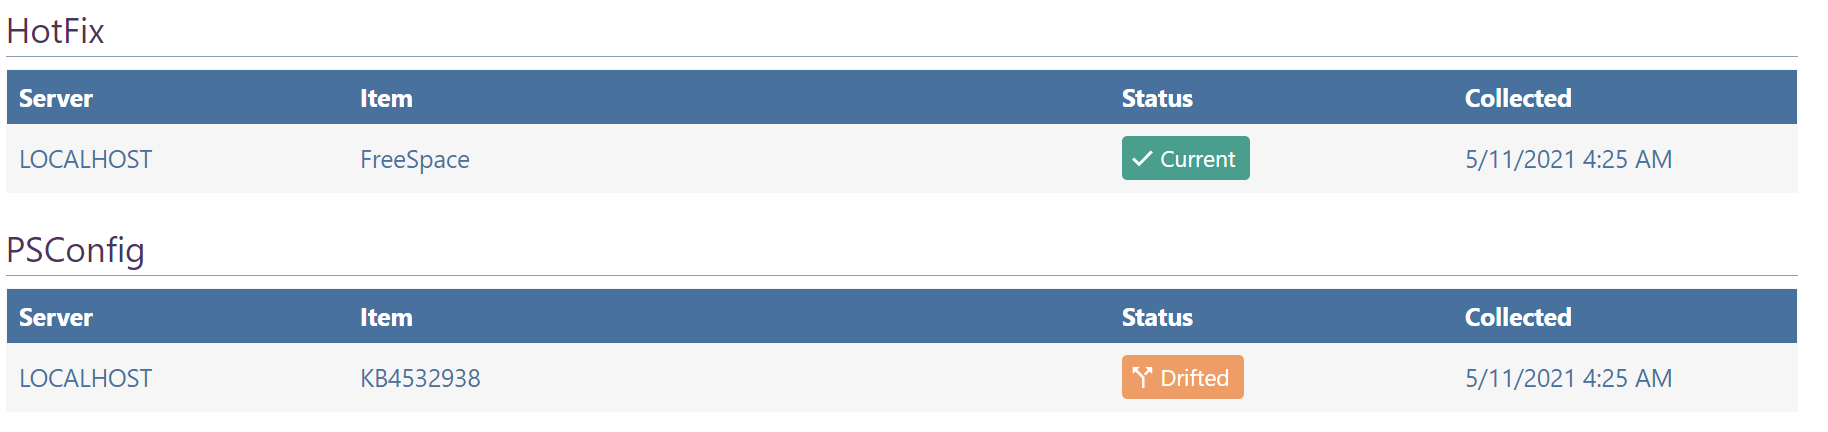 HotFix
Server Item Status Collected
LOCALHOST FreeSpace Current 5/11/2021 4:25 AM
PSConfig
Server Item Status Collected
LOCALHOST KB4532938 Drifted 5/11/2021 4:25 AM